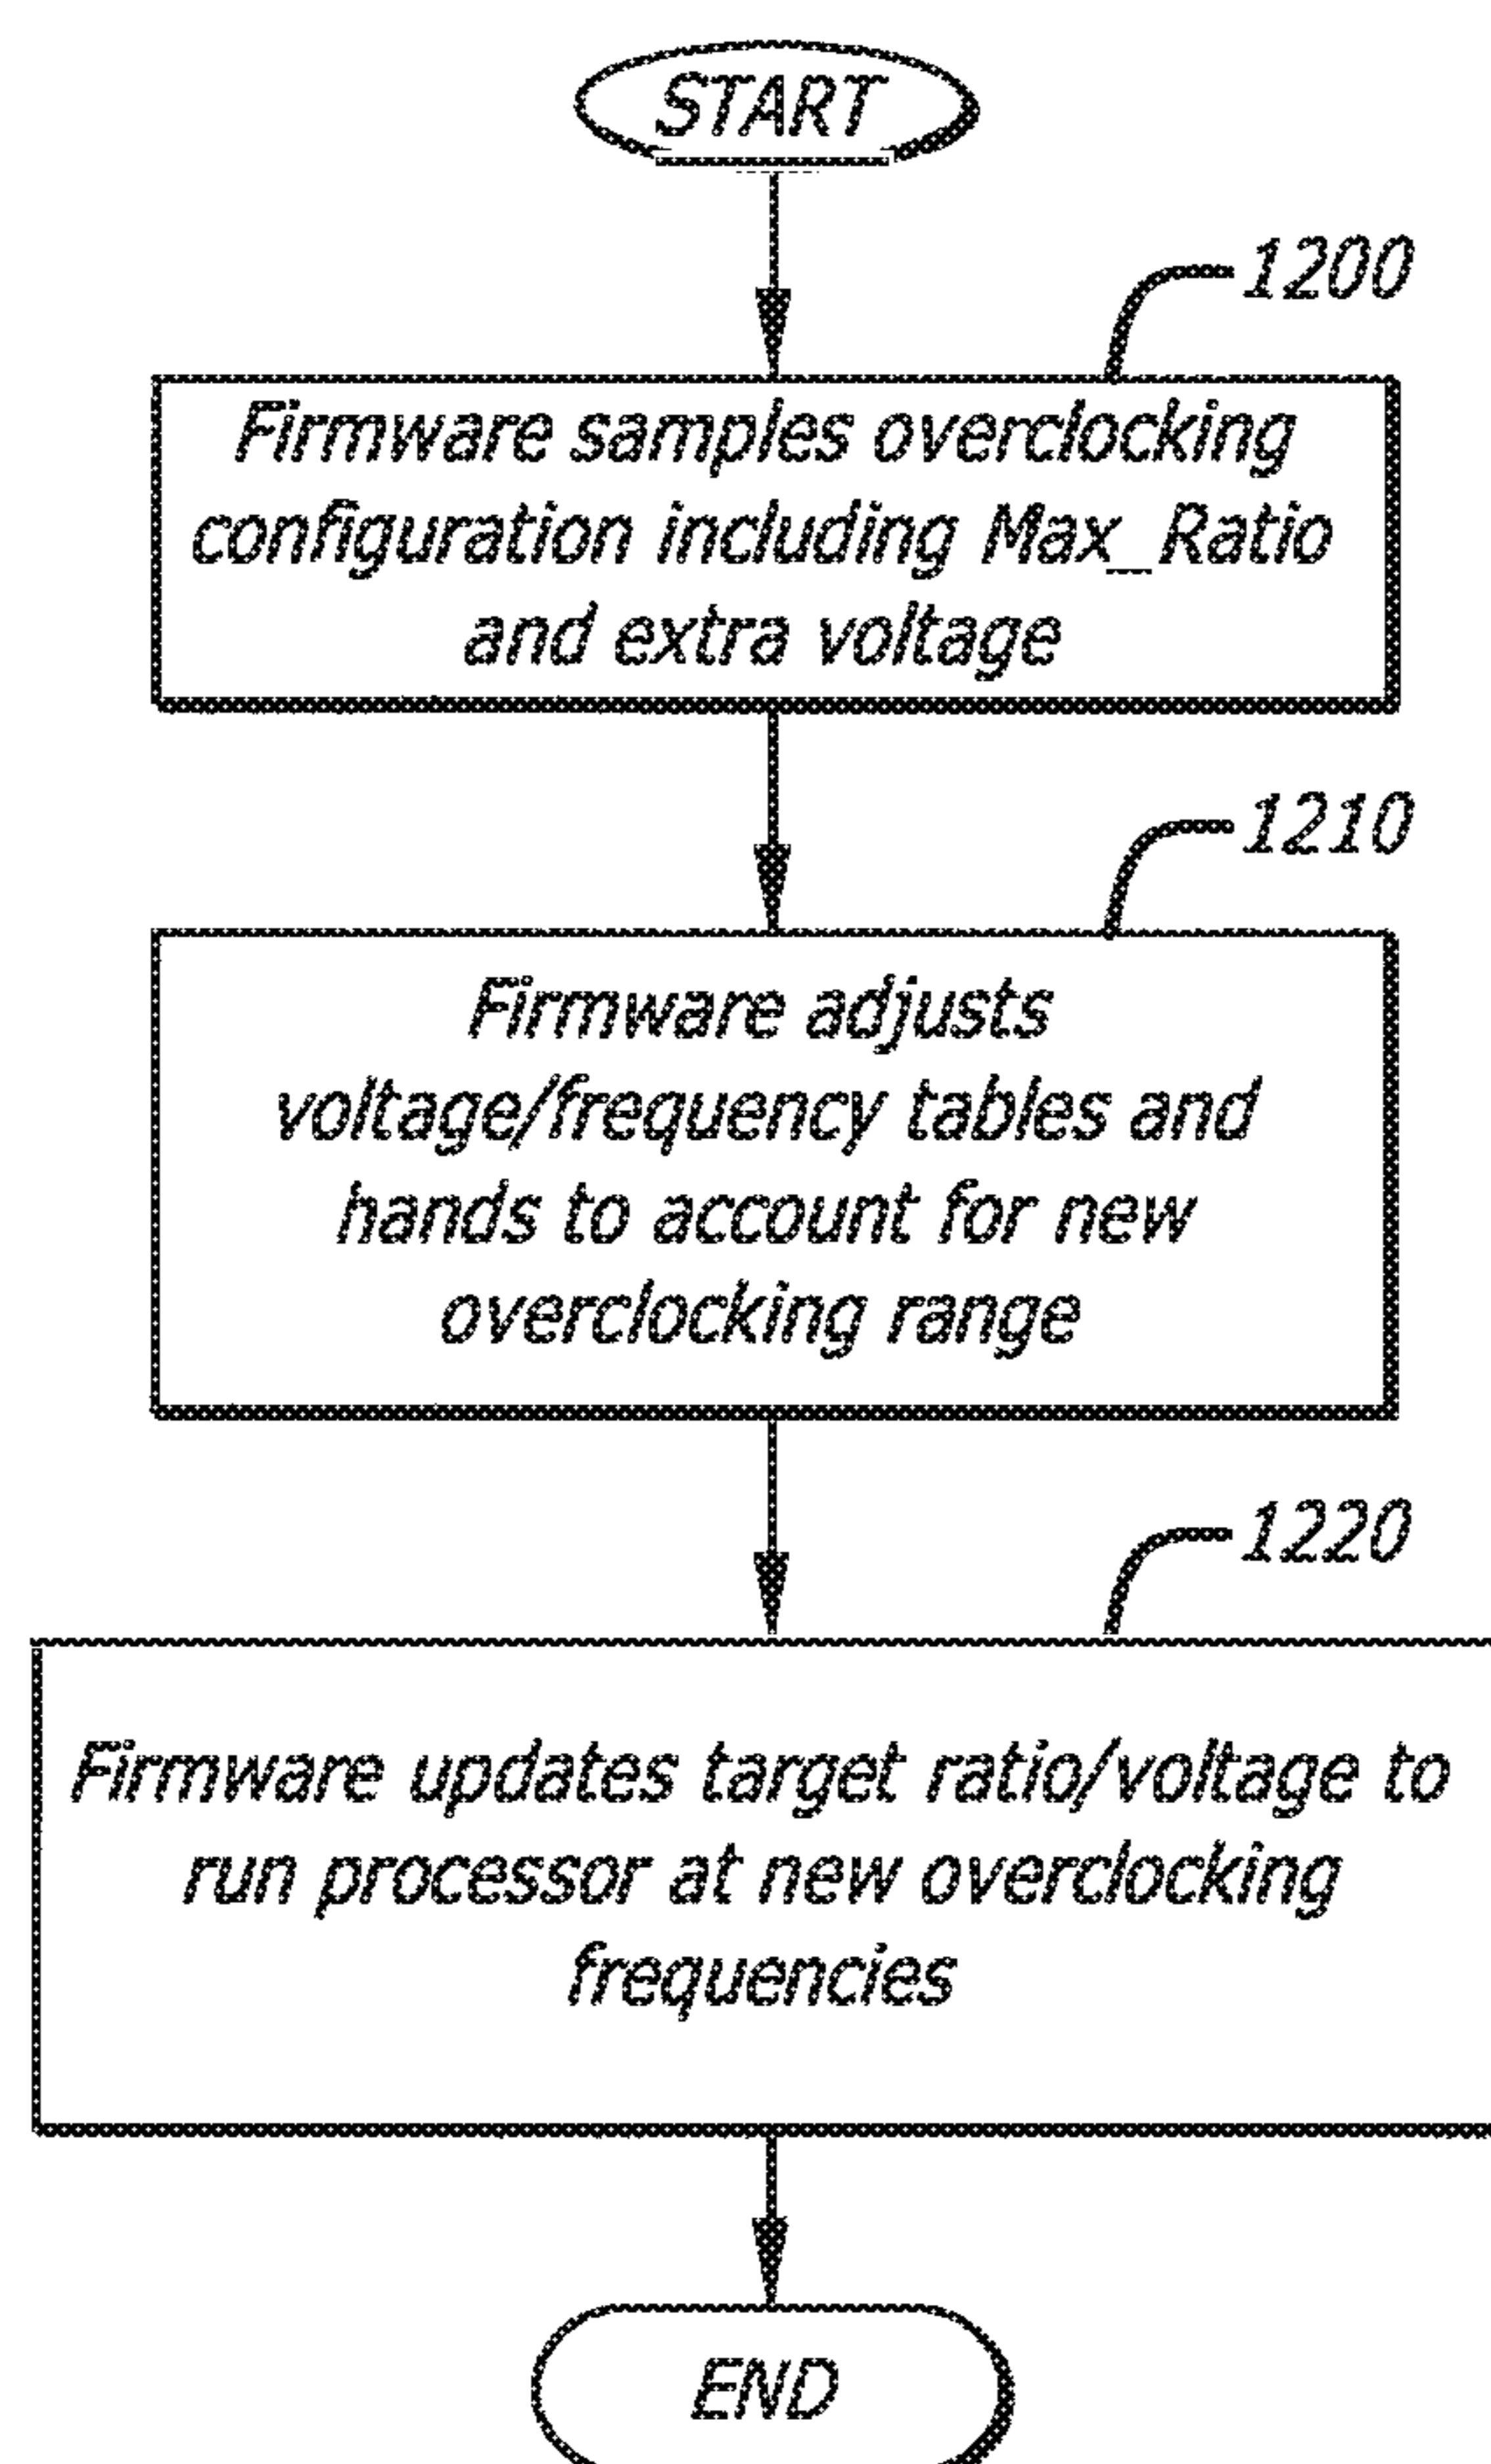 START
1200
Firmware samples overclocking
configuration including Max_Ratio
and extra voltage
1210
Firmware adjusts
voltage/frequency tables and
hands to account for new
overclocking range
1220
Firmware updates target ratio/voltage to
run processor at new overclocking
frequencies
END